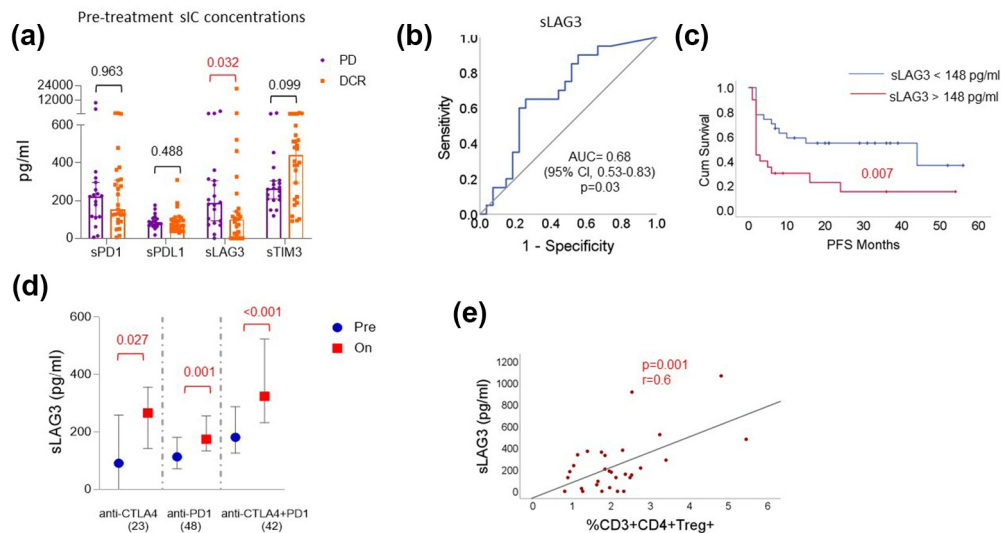 (a)
Pre-treatment sIC concentrations
PD
DCR
0.963
0.488
0.032
0.099
24000
12000
600
400
200
0
pg/ml
sPD1
sPDL1
sLAG3
sTIM3
(b)
sLAG3
Sensitivity
1.0
0.8
0.6
0.4
0.2
0.0
AUC= 0.68
(95% CI, 0.53-0.83)
p=0.03
0.0
0.2
0.4
0.6
0.8
1.0
1 - Specificity
(c)
sLAG3 < 148 pg/ml
sLAG3 > 148 pg/ml
Cum Survival
1.0
0.8
0.6
0.4
0.2
0.0
0.007
0
10
20
30
40
50
60
PFS Months
(d)
sLAG3 (pg/ml)
600
400
200
0
0.027
0.001
<0.001
Pre
On
anti-CTLA4
(23)
anti-PD1
(48)
anti-CTLA4+PD1
(42)
(e)
sLAG3 (pg/ml)
1200
1000
800
600
400
200
0
p=0.001
r=0.6
0
1
2
3
4
5
6
%CD3+CD4+Treg+